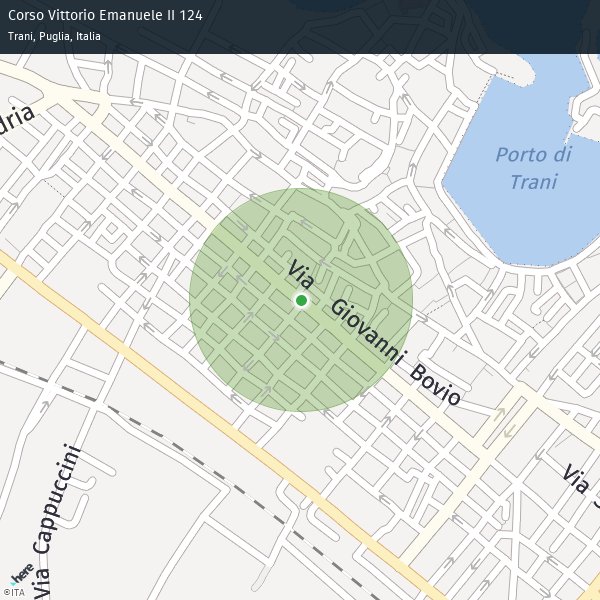 Corso Vittorio Emanuele II 124
Trani, Puglia, Italia
dria
Porto di
Trani
Via Giovanni Bovio
Via Cappuccini
Via S
here
©ITA